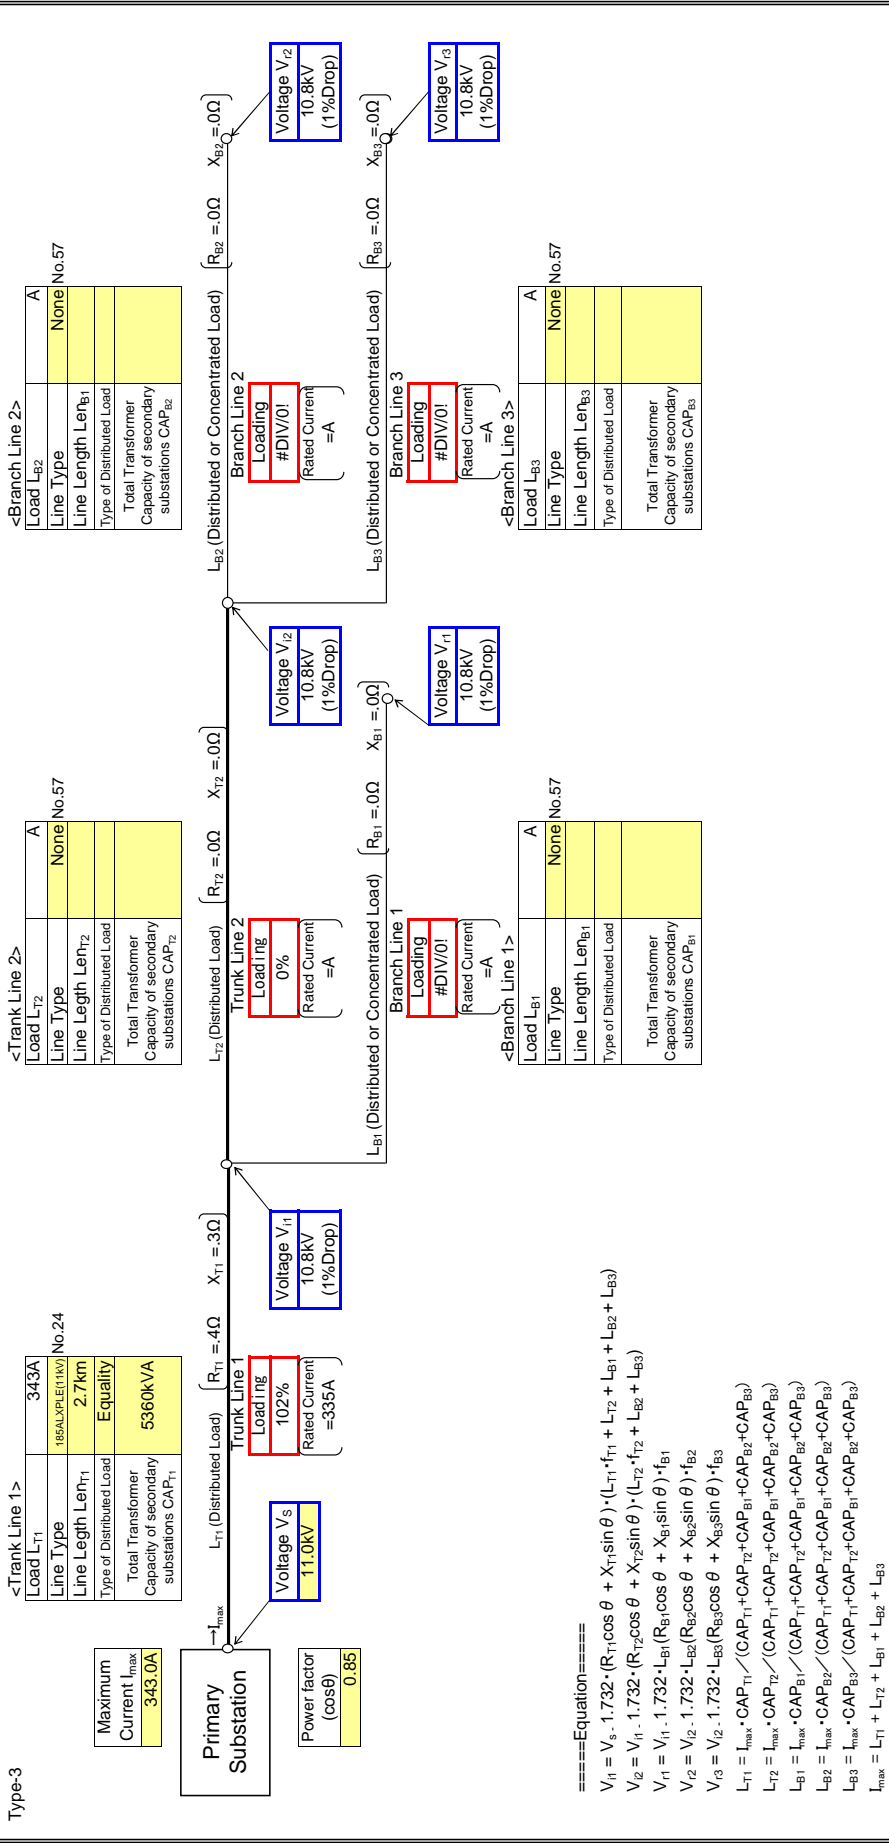 Type-3
<Trank Line 1>
Load L_T1 343A
Line Type 185ALXPLE(11kV) No.24
Line Legth Len_T1 2.7km
Type of Distributed Load Equality
Total Transformer
Capacity of secondary
substations CAP_T1
5360kVA
<Trank Line 2>
Load L_T2 A
Line Type None No.57
Line Legth Len_T2
Type of Distributed Load
Total Transformer
Capacity of secondary
substations CAP_T2
<Branch Line 2>
Load L_B2 A
Line Type None No.57
Line Length Len_B1
Type of Distributed Load
Total Transformer
Capacity of secondary
substations CAP_B2
Maximum
Current I_max
343.0A
Primary
Substation
→I_max
Power factor
(cosθ)
0.85
Voltage V_S
11.0kV
L_T1 (Distributed Load)
R_T1 =.4Ω X_T1 =.3Ω
Trunk Line 1
Loading
102%
Rated Current
=335A
Voltage V_i1
10.8kV
(1%Drop)
L_T2 (Distributed Load)
R_T2 =.0Ω X_T2 =.0Ω
Trunk Line 2
Loading
0%
Rated Current
=A
Voltage V_i2
10.8kV
(1%Drop)
L_B2 (Distributed or Concentrated Load)
R_B2 =.0Ω X_B2 =.0Ω
Branch Line 2
Loading
#DIV/0!
Rated Current
=A
Voltage V_r2
10.8kV
(1%Drop)
L_B1 (Distributed or Concentrated Load)
R_B1 =.0Ω X_B1 =.0Ω
Branch Line 1
Loading
#DIV/0!
Rated Current
=A
Voltage V_r1
10.8kV
(1%Drop)
L_B3 (Distributed or Concentrated Load)
R_B3 =.0Ω X_B3 =.0Ω
Branch Line 3
Loading
#DIV/0!
Rated Current
=A
Voltage V_r3
10.8kV
(1%Drop)
<Branch Line 1>
Load L_B1 A
Line Type None No.57
Line Length Len_B1
Type of Distributed Load
Total Transformer
Capacity of secondary
substations CAP_B1
<Branch Line 3>
Load L_B3 A
Line Type None No.57
Line Length Len_B3
Type of Distributed Load
Total Transformer
Capacity of secondary
substations CAP_B3
=====Equation=====
V_i1 = V_s - 1.732・(R_T1cosθ + X_T1sinθ)・(L_T1・f_T1 + L_T2 + L_B1 + L_B2 + L_B3)
V_i2 = V_i1 - 1.732・(R_T2cosθ + X_T2sinθ)・(L_T2・f_T2 + L_B2 + L_B3)
V_r1 = V_i1 - 1.732・L_B1(R_B1cosθ + X_B1sinθ)・f_B1
V_r2 = V_i2 - 1.732・L_B2(R_B2cosθ + X_B2sinθ)・f_B2
V_r3 = V_i2 - 1.732・L_B3(R_B3cosθ + X_B3sinθ)・f_B3
L_T1 = I_max・CAP_T1／(CAP_T1+CAP_T2+CAP_B1+CAP_B2+CAP_B3)
L_T2 = I_max・CAP_T2／(CAP_T1+CAP_T2+CAP_B1+CAP_B2+CAP_B3)
L_B1 = I_max・CAP_B1／(CAP_T1+CAP_T2+CAP_B1+CAP_B2+CAP_B3)
L_B2 = I_max・CAP_B2／(CAP_T1+CAP_T2+CAP_B1+CAP_B2+CAP_B3)
L_B3 = I_max・CAP_B3／(CAP_T1+CAP_T2+CAP_B1+CAP_B2+CAP_B3)
I_max = L_T1 + L_T2 + L_B1 + L_B2 + L_B3